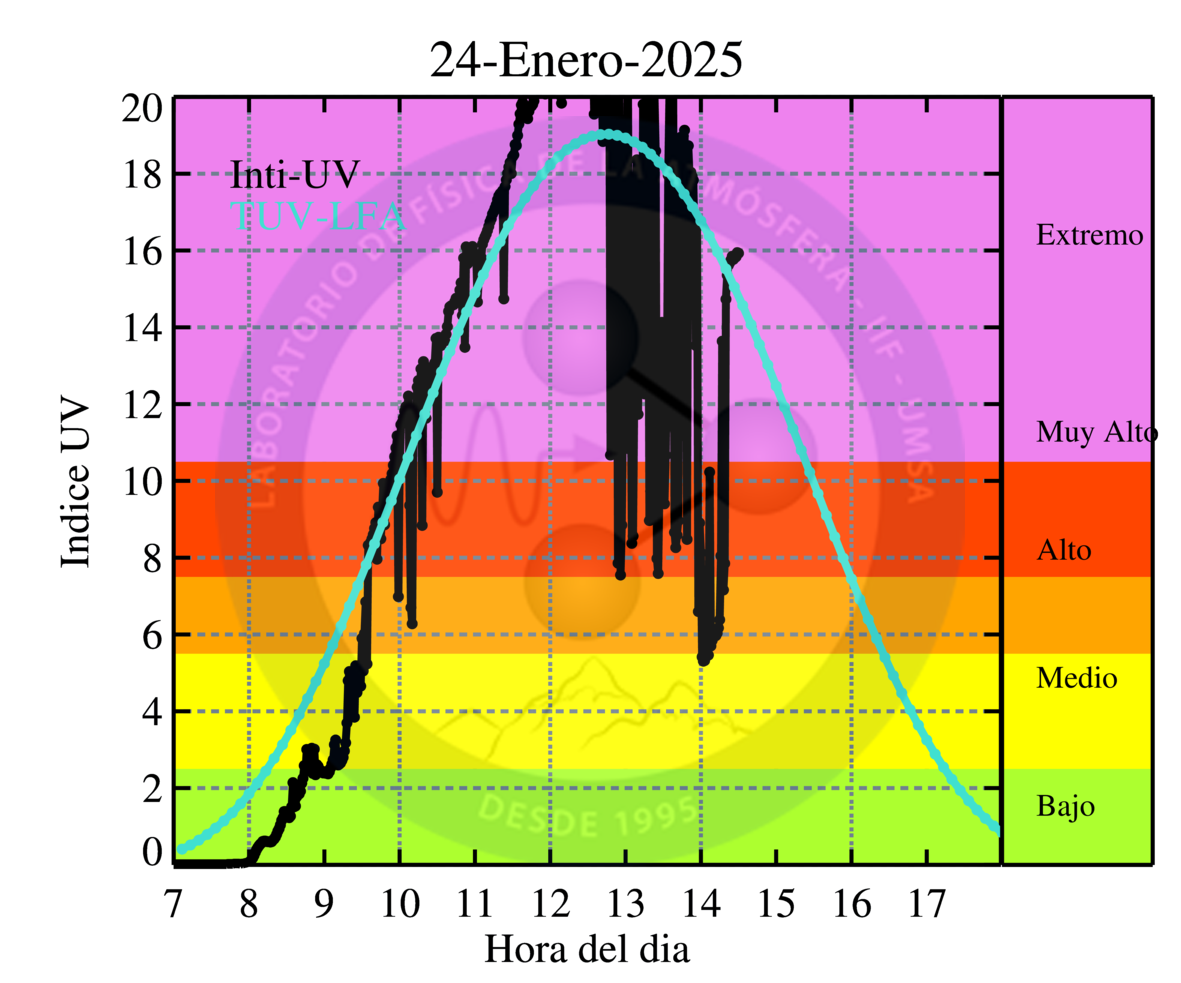 24-Enero-2025
20
18
16
14
12
10
8
6
4
2
0
Indice UV
Inti-UV
TUV-LFA
LABORATORIO DE FÍSICA DE LA ATMÓSFERA - IIF - UMSA
DESDE 1995
Extremo
Muy Alto
Alto
Medio
Bajo
7 8 9 10 11 12 13 14 15 16 17
Hora del dia